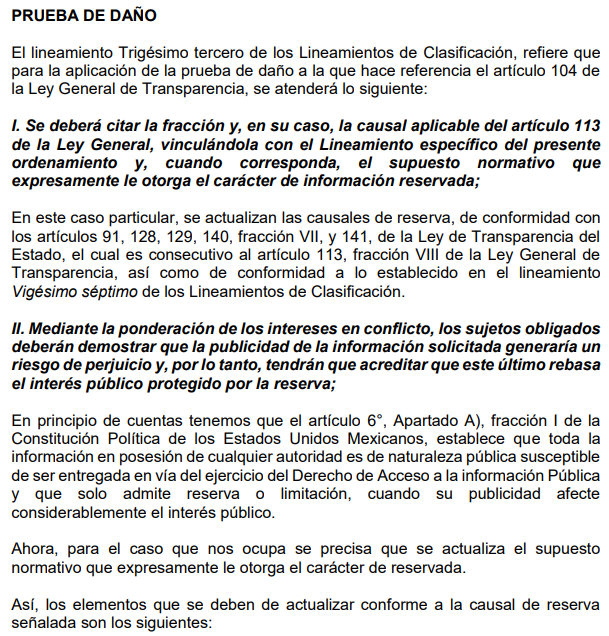 PRUEBA DE DAÑO
El lineamiento Trigésimo tercero de los Lineamientos de Clasificación, refiere que
para la aplicación de la prueba de daño a la que hace referencia el artículo 104 de
la Ley General de Transparencia, se atenderá lo siguiente:
I. Se deberá citar la fracción y, en su caso, la causal aplicable del artículo 113
de la Ley General, vinculándola con el Lineamiento específico del presente
ordenamiento y, cuando corresponda, el supuesto normativo que
expresamente le otorga el carácter de información reservada;
En este caso particular, se actualizan las causales de reserva, de conformidad con
los artículos 91, 128, 129, 140, fracción VII, y 141, de la Ley de Transparencia del
Estado, el cual es consecutivo al artículo 113, fracción VIII de la Ley General de
Transparencia, así como de conformidad a lo establecido en el lineamiento
Vigésimo séptimo de los Lineamientos de Clasificación.
II. Mediante la ponderación de los intereses en conflicto, los sujetos obligados
deberán demostrar que la publicidad de la información solicitada generaría un
riesgo de perjuicio y, por lo tanto, tendrán que acreditar que este último rebasa
el interés público protegido por la reserva;
En principio de cuentas tenemos que el artículo 6°, Apartado A), fracción I de la
Constitución Política de los Estados Unidos Mexicanos, establece que toda la
información en posesión de cualquier autoridad es de naturaleza pública susceptible
de ser entregada en vía del ejercicio del Derecho de Acceso a la información Pública
y que solo admite reserva o limitación, cuando su publicidad afecte
considerablemente el interés público.
Ahora, para el caso que nos ocupa se precisa que se actualiza el supuesto
normativo que expresamente le otorga el carácter de reservada.
Así, los elementos que se deben de actualizar conforme a la causal de reserva
señalada son los siguientes: